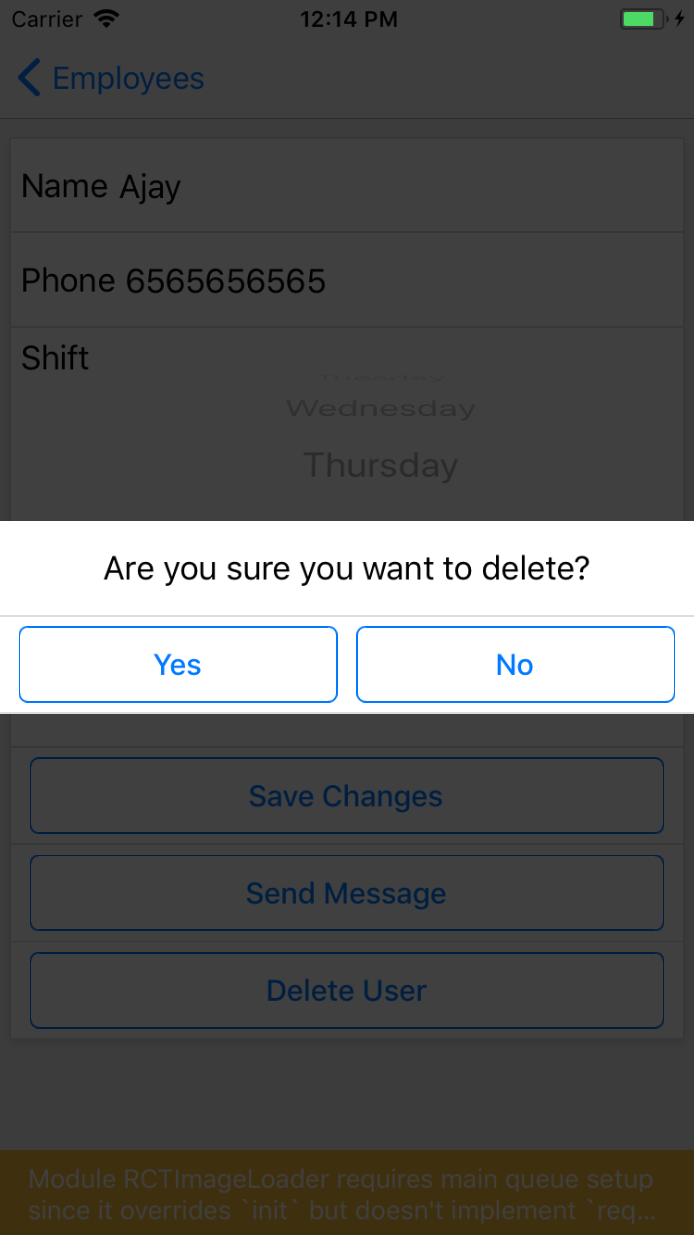 Carrier 12:14 PM
Employees
Name Ajay
Phone 6565656565
Shift
Wednesday
Thursday
Are you sure you want to delete?
Yes No
Save Changes
Send Message
Delete User
Module RCTImageLoader requires main queue setup
since it overrides `init` but doesn't implement `req...